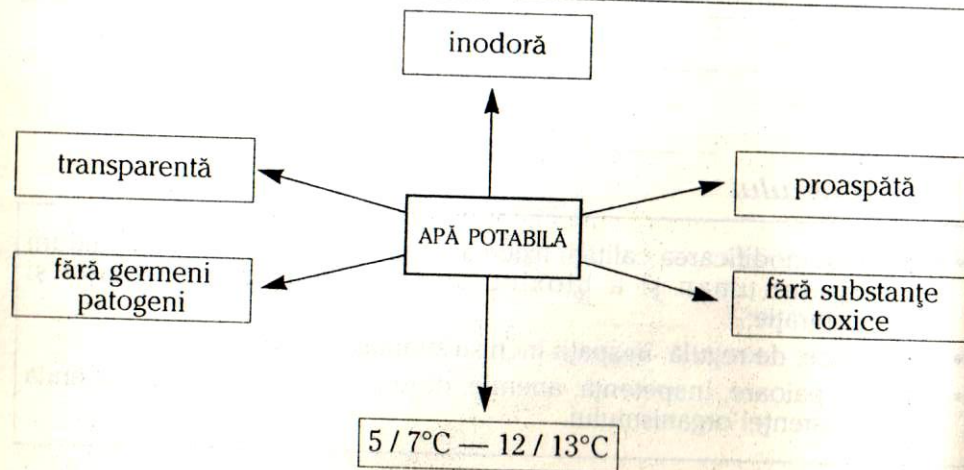 inodoră
transparentă
proaspătă
APĂ POTABILĂ
fără germeni
patogeni
fără substanţe
toxice
5 / 7°C — 12 / 13°C